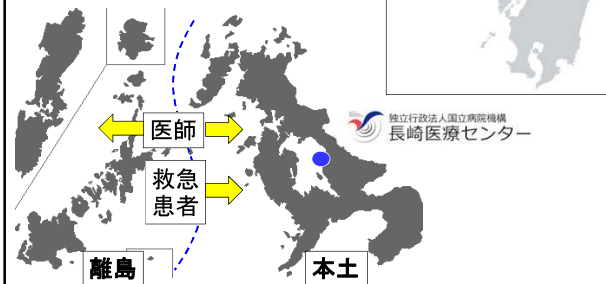 独立行政法人国立病院機構
長崎医療センター
医師
救急
患者
離島
本土